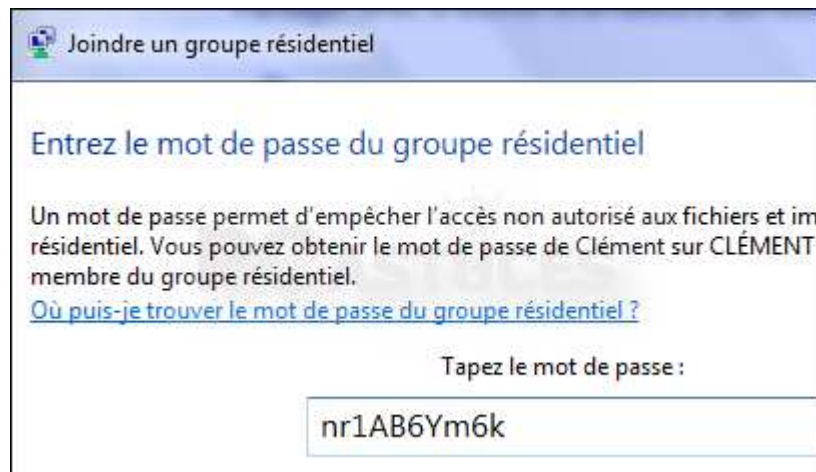 Joindre un groupe résidentiel
Entrez le mot de passe du groupe résidentiel
Un mot de passe permet d'empêcher l'accès non autorisé aux fichiers et im
résidentiel. Vous pouvez obtenir le mot de passe de Clément sur CLÉMENT
membre du groupe résidentiel.
Où puis-je trouver le mot de passe du groupe résidentiel ?
Tapez le mot de passe :
nr1AB6Ym6k